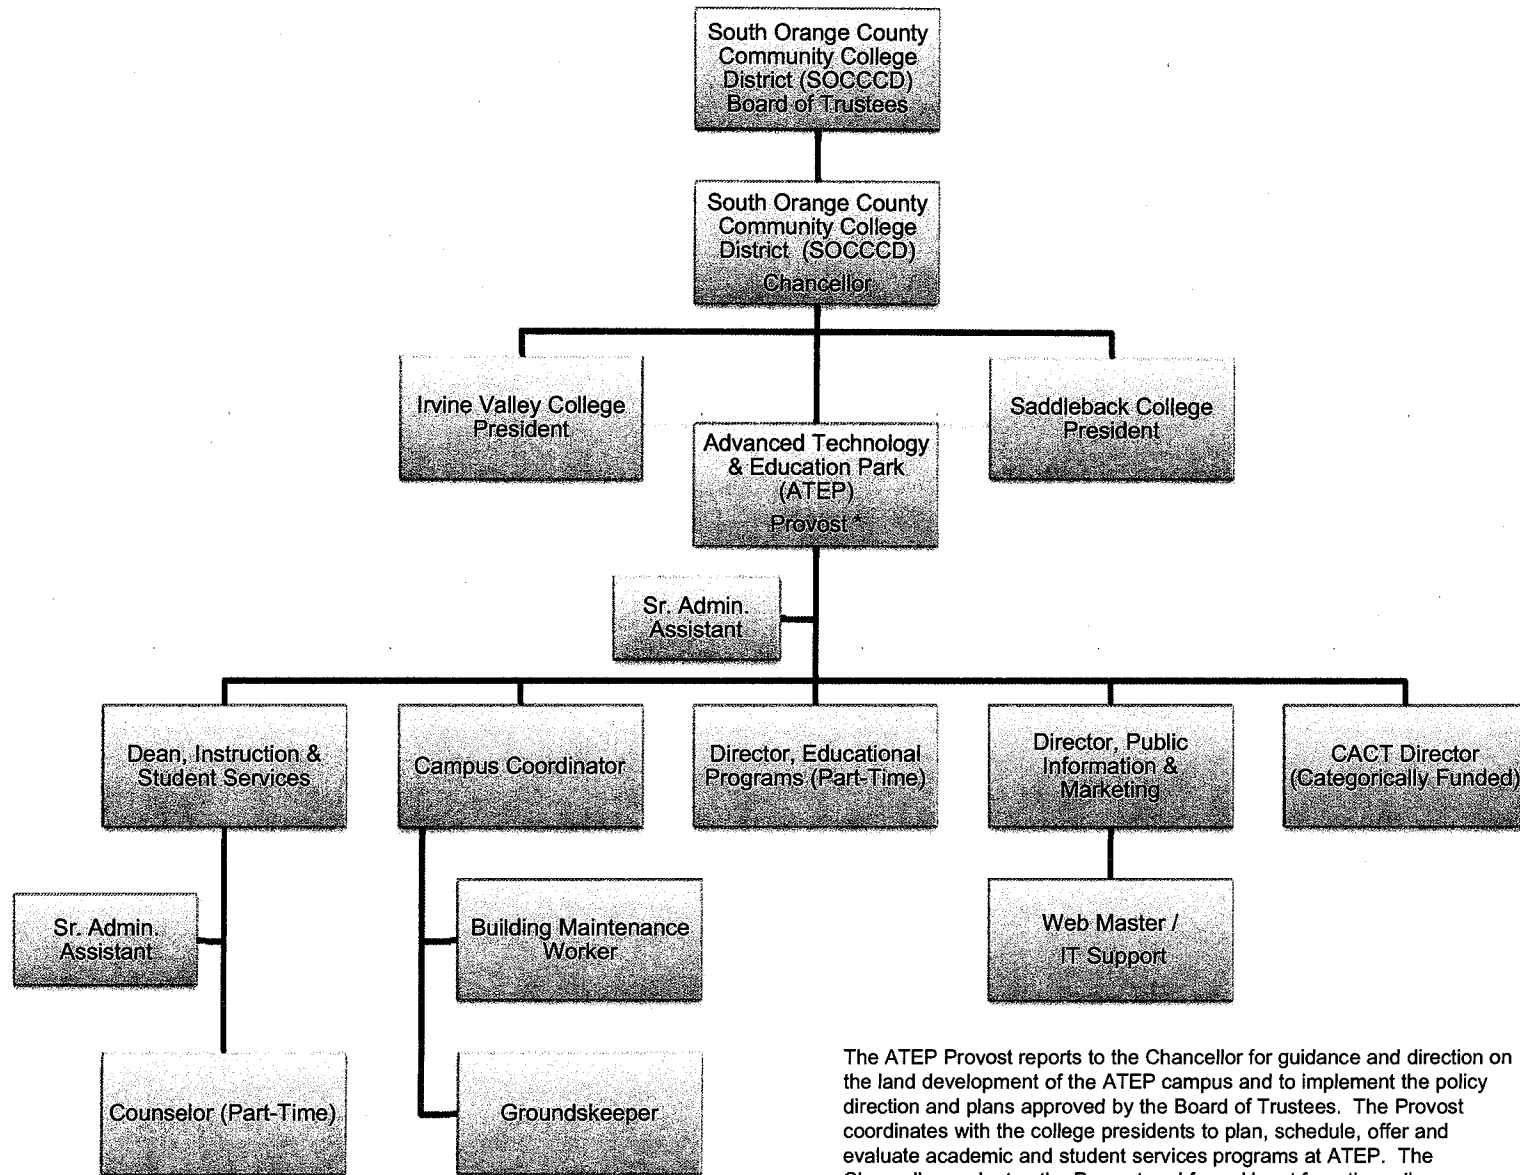 South Orange County
Community College
District (SOCCCD)
Board of Trustees
South Orange County
Community College
District (SOCCCD)
Chancellor
Irvine Valley College
President
Advanced Technology
& Education Park
(ATEP)
Provost *
Saddleback College
President
Sr. Admin.
Assistant
Dean, Instruction &
Student Services
Campus Coordinator
Director, Educational
Programs (Part-Time)
Director, Public
Information &
Marketing
CACT Director
(Categorically Funded)
Sr. Admin.
Assistant
Building Maintenance
Worker
Web Master /
IT Support
Counselor (Part-Time)
Groundskeeper
The ATEP Provost reports to the Chancellor for guidance and direction on
the land development of the ATEP campus and to implement the policy
direction and plans approved by the Board of Trustees. The Provost
coordinates with the college presidents to plan, schedule, offer and
evaluate academic and student services programs at ATEP. The